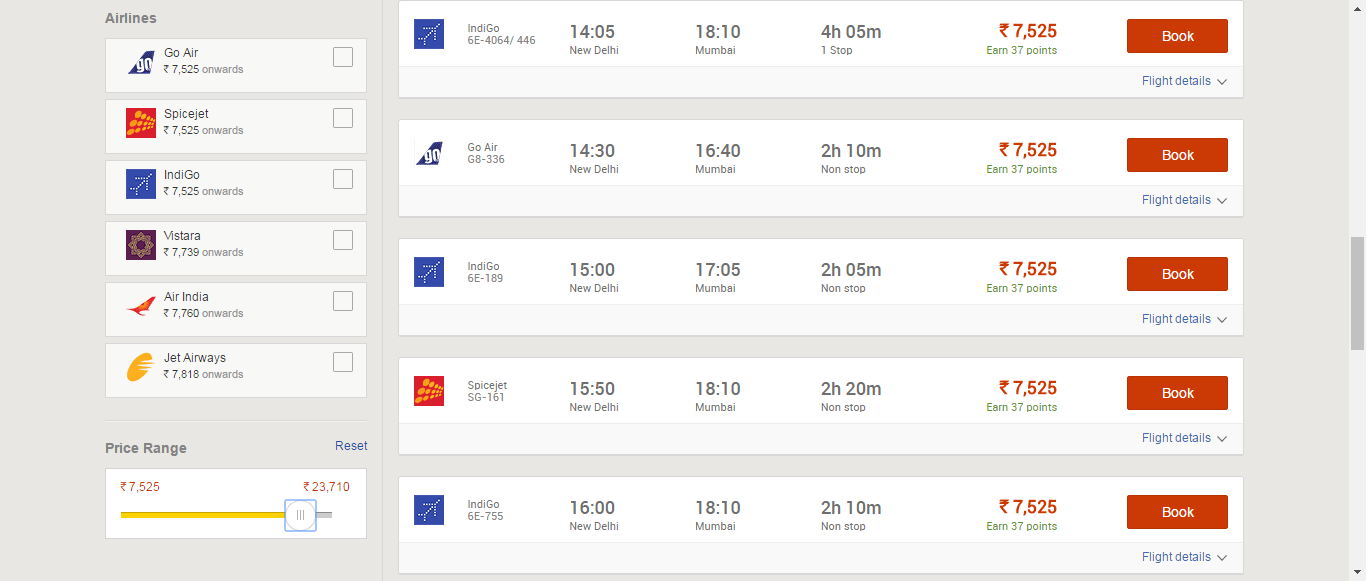 Airlines
Go Air
₹ 7,525 onwards
Spicejet
₹ 7,525 onwards
IndiGo
₹ 7,525 onwards
Vistara
₹ 7,739 onwards
Air India
₹ 7,760 onwards
Jet Airways
₹ 7,818 onwards
Price Range Reset
₹ 7,525 ₹ 23,710
IndiGo 14:05 18:10 4h 05m ₹ 7,525 Book
6E-4064/ 446 New Delhi Mumbai 1 Stop Earn 37 points
Flight details
go Go Air 14:30 16:40 2h 10m ₹ 7,525 Book
G8-336 New Delhi Mumbai Non stop Earn 37 points
Flight details
IndiGo 15:00 17:05 2h 05m ₹ 7,525 Book
6E-189 New Delhi Mumbai Non stop Earn 37 points
Flight details
Spicejet 15:50 18:10 2h 20m ₹ 7,525 Book
SG-161 New Delhi Mumbai Non stop Earn 37 points
Flight details
IndiGo 16:00 18:10 2h 10m ₹ 7,525 Book
6E-755 New Delhi Mumbai Non stop Earn 37 points
Flight details